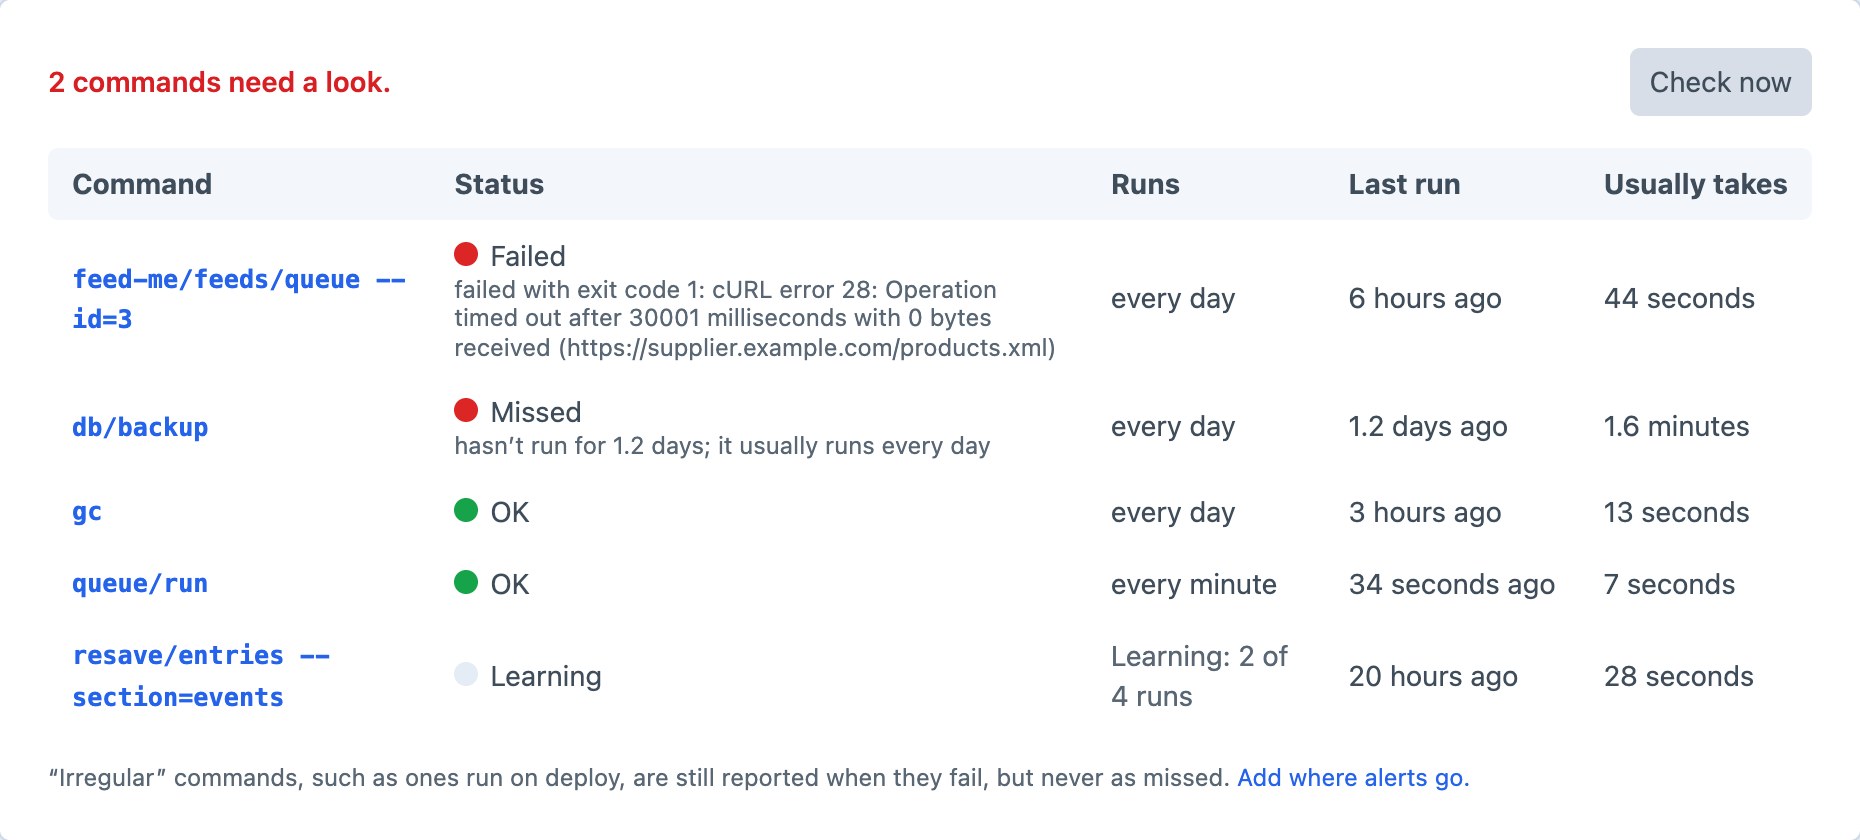 2 commands need a look.
Check now
Command Status Runs Last run Usually takes
feed-me/feeds/queue --
id=3
Failed
failed with exit code 1: cURL error 28: Operation
timed out after 30001 milliseconds with 0 bytes
received (https://supplier.example.com/products.xml)
every day
6 hours ago
44 seconds
db/backup
Missed
hasn’t run for 1.2 days; it usually runs every day
every day
1.2 days ago
1.6 minutes
gc OK every day 3 hours ago 13 seconds
queue/run OK every minute 34 seconds ago 7 seconds
resave/entries --
section=events
Learning
Learning: 2 of
4 runs
20 hours ago
28 seconds
“Irregular” commands, such as ones run on deploy, are still reported when they fail, but never as missed. Add where alerts go.